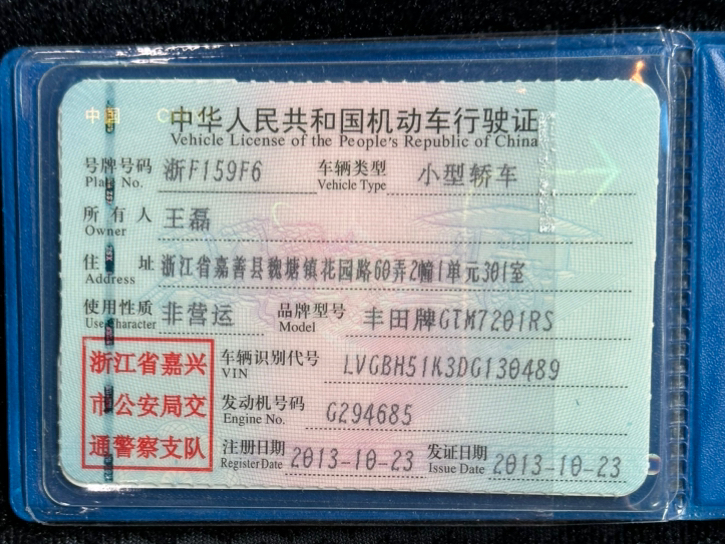 中国 C
中华人民共和国机动车行驶证
Vehicle License of the People's Republic of China
号牌号码 浙F159F6 车辆类型 小型轿车
Plate No. Vehicle Type
所有人 王磊
Owner
住址 浙江省嘉善县魏塘镇花园路60弄2幢1单元301室
Address
使用性质 非营运 品牌型号 丰田牌GTM7201RS
Use Character Model
浙江省嘉兴
市公安局交
通警察支队
车辆识别代号 LVGBH51K3DG130489
VIN
发动机号码 G294685
Engine No.
注册日期 2013-10-23 发证日期 2013-10-23
Register Date Issue Date